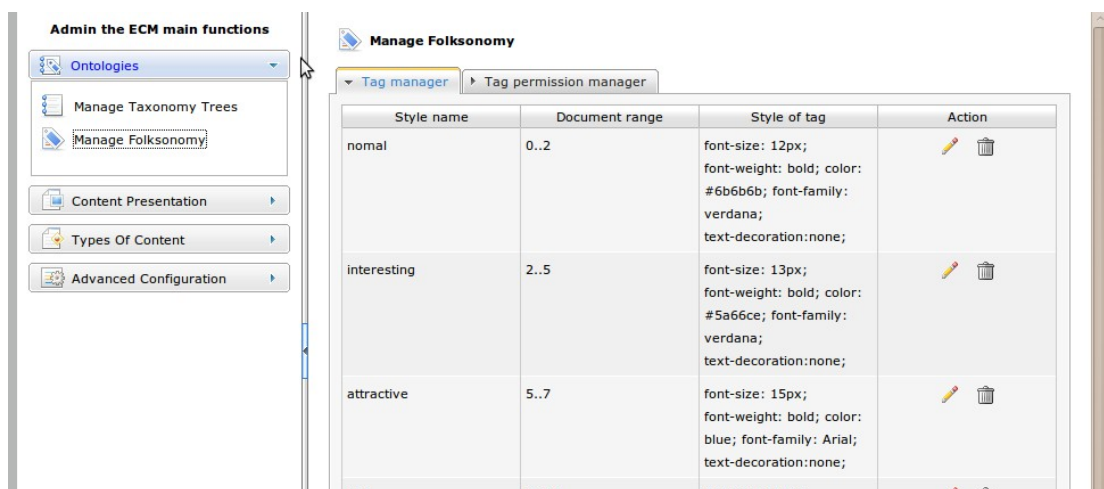 Admin the ECM main functions
Ontologies
Manage Taxonomy Trees
Manage Folksonomy
Content Presentation
Types Of Content
Advanced Configuration
Manage Folksonomy
Tag manager
Tag permission manager
Style name Document range Style of tag Action
nomal 0..2 font-size: 12px;
font-weight: bold; color:
#6b6b6b; font-family:
verdana;
text-decoration:none;
interesting 2..5 font-size: 13px;
font-weight: bold; color:
#5a66ce; font-family:
verdana;
text-decoration:none;
attractive 5..7 font-size: 15px;
font-weight: bold; color:
blue; font-family: Arial;
text-decoration:none;